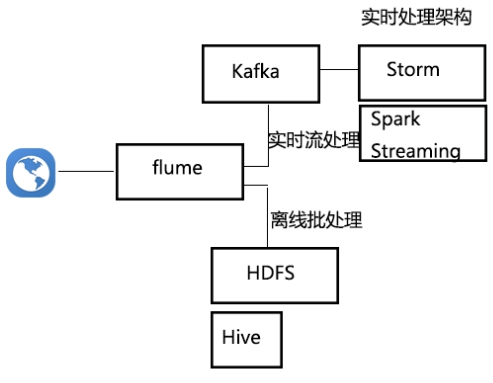 实时处理架构
Kafka
Storm
Spark
Streaming
实时流处理
flume
离线批处理
HDFS
Hive